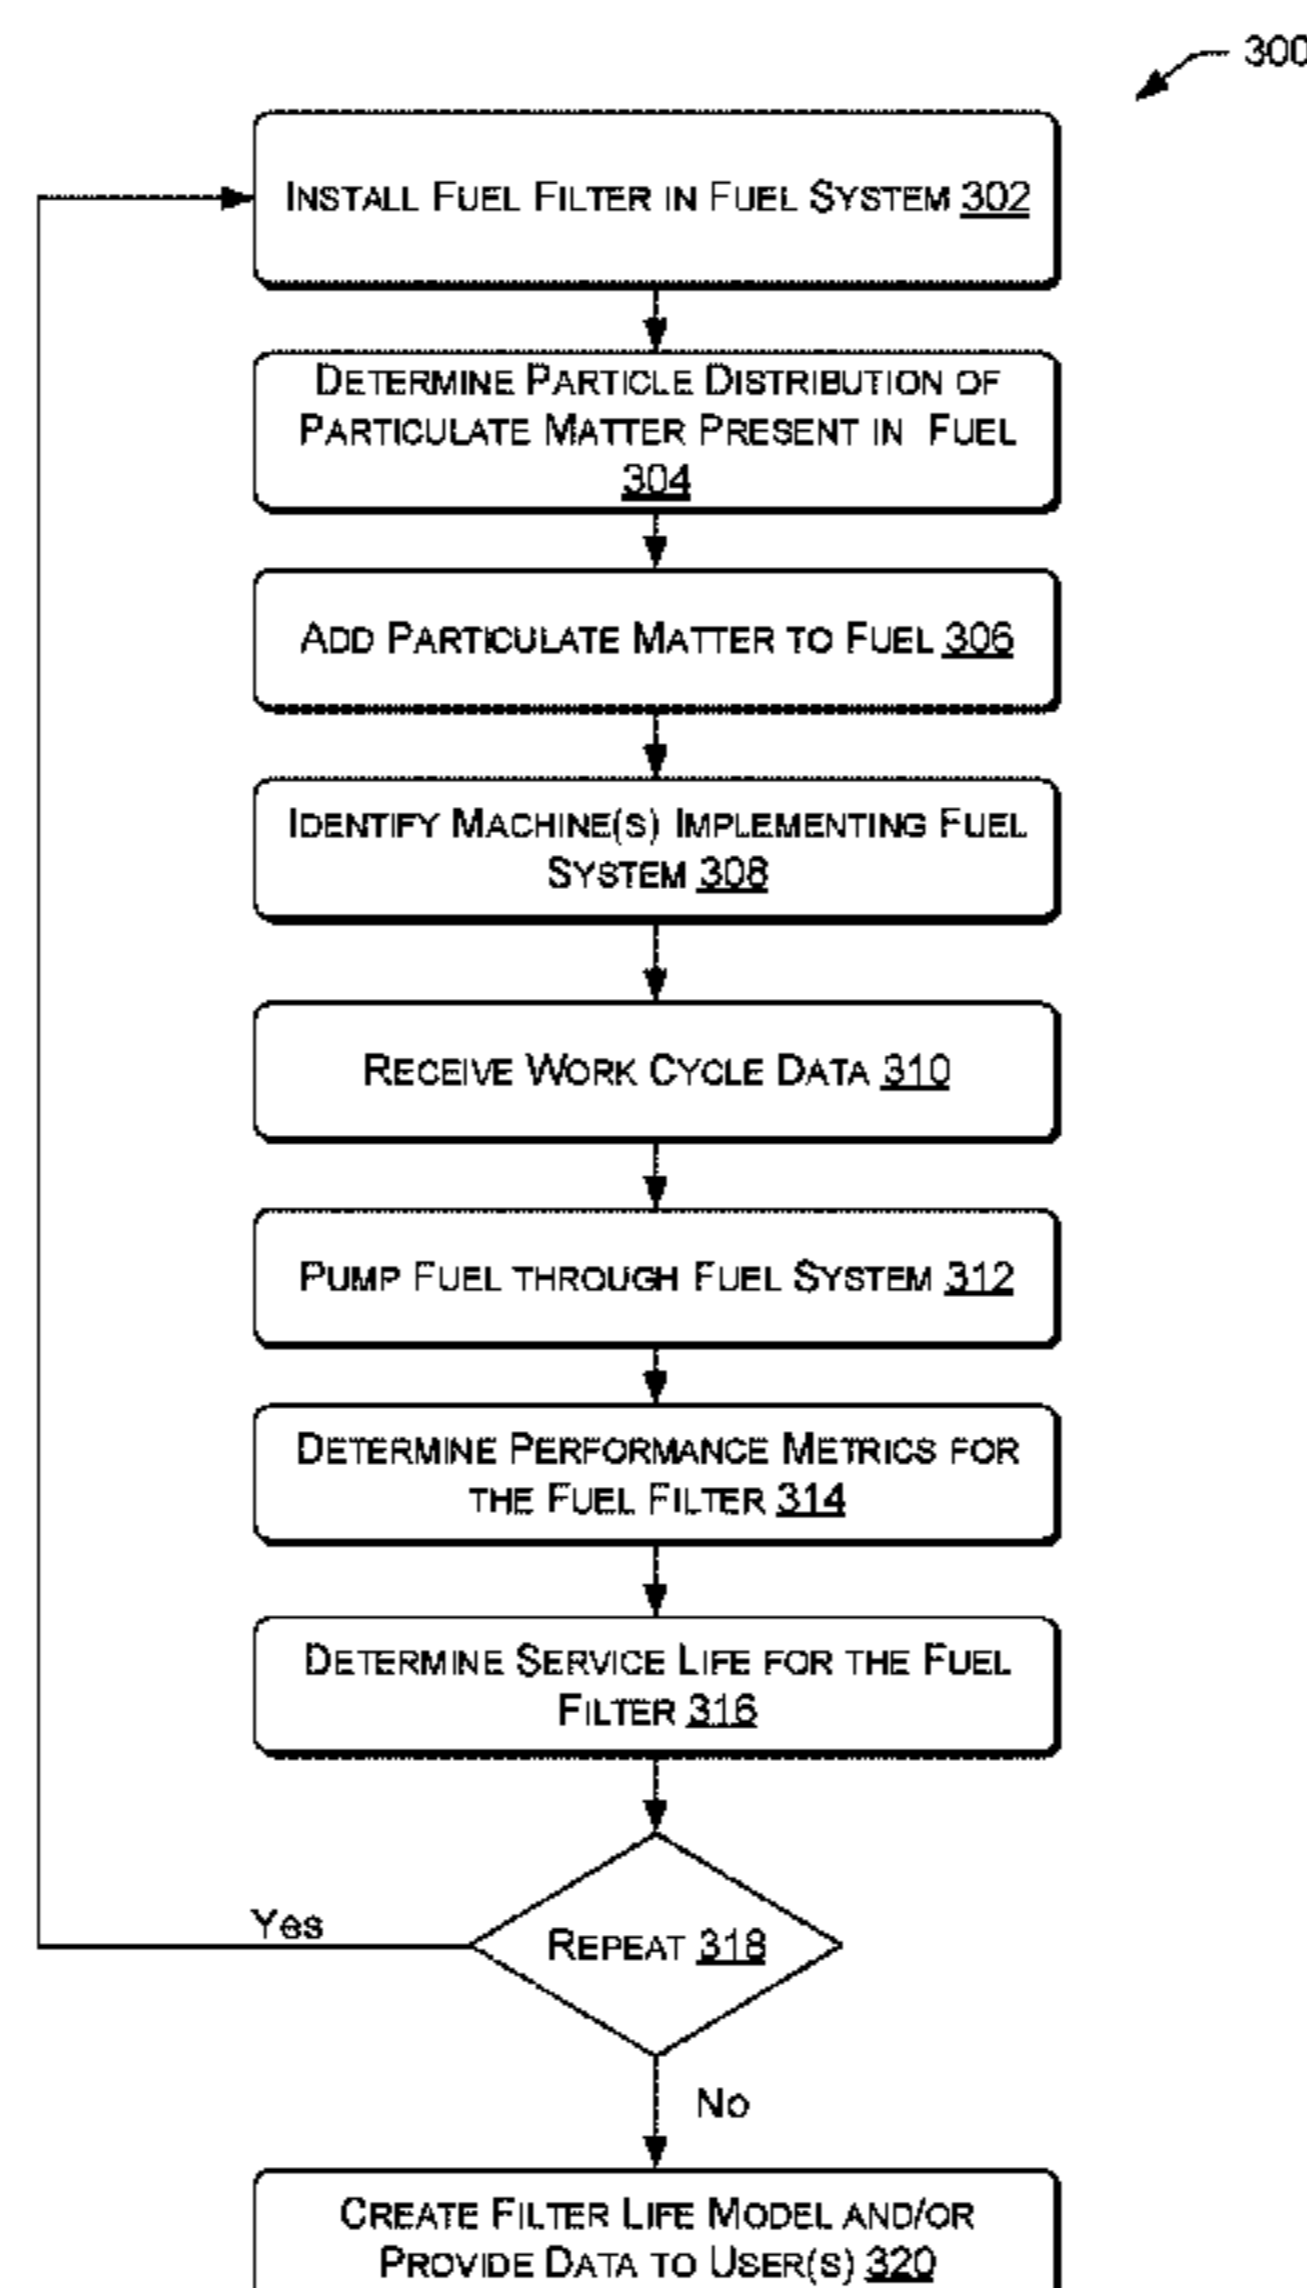 300
INSTALL FUEL FILTER IN FUEL SYSTEM 302
DETERMINE PARTICLE DISTRIBUTION OF
PARTICULATE MATTER PRESENT IN FUEL
304
ADD PARTICULATE MATTER TO FUEL 306
IDENTIFY MACHINE(S) IMPLEMENTING FUEL
SYSTEM 308
RECEIVE WORK CYCLE DATA 310
PUMP FUEL THROUGH FUEL SYSTEM 312
DETERMINE PERFORMANCE METRICS FOR
THE FUEL FILTER 314
DETERMINE SERVICE LIFE FOR THE FUEL
FILTER 316
Yes
REPEAT 318
No
CREATE FILTER LIFE MODEL AND/OR
PROVIDE DATA TO USER(S) 320